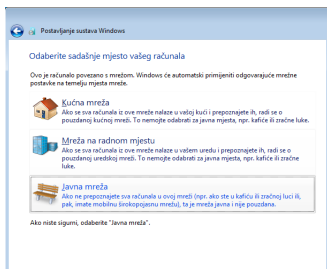 Postavljanje sustava Windows
Odaberite sadašnje mjesto vašeg računala
Ovo je računalo povezano s mrežom. Windows će automatski primijeniti odgovarajuće mrežne
postavke na temelju mjesta mreže.
Kućna mreža
Ako se sva računala iz ove mreže nalaze u vašoj kući i prepoznajete ih, radi se o
pouzdanoj kućnoj mreži. To nemojte odabrati za javna mjesta, npr. kafiće ili zračne luke.
Mreža na radnom mjestu
Ako se sva računala iz ove mreže nalaze u vašem uredu i prepoznajete ih, radi se o
pouzdanoj uredskoj mreži. To nemojte odabrati za javna mjesta, npr. kafiće ili zračne
luke.
Javna mreža
Ako ne prepoznajete sva računala u ovoj mreži (npr. ako ste u kafiću ili zračnoj luci ili,
pak, imate mobilnu širokopojasnu mrežu), ta je mreža javna i nije pouzdana.
Ako niste sigurni, odaberite "Javna mreža".